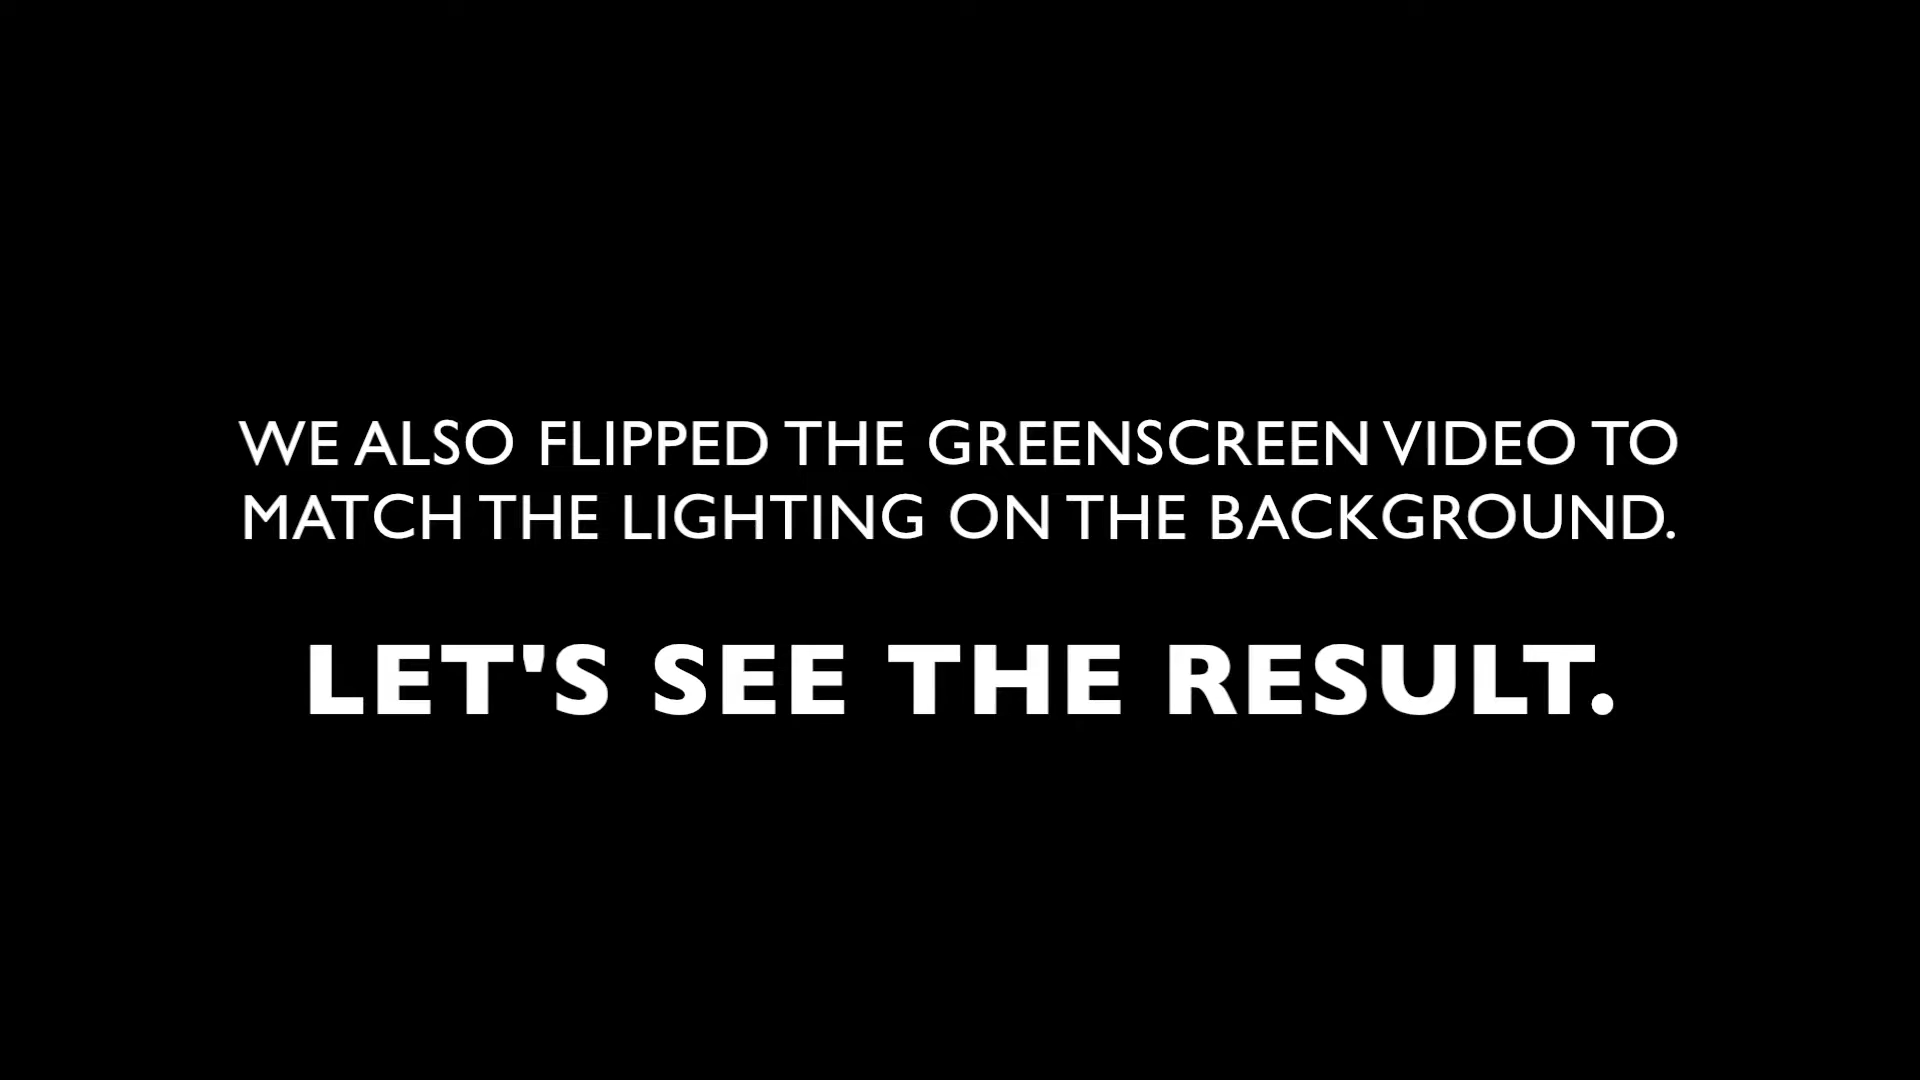 WE ALSO FLIPPED THE GREENSCREEN VIDEO TO
MATCH THE LIGHTING ON THE BACKGROUND.
LET'S SEE THE RESULT.